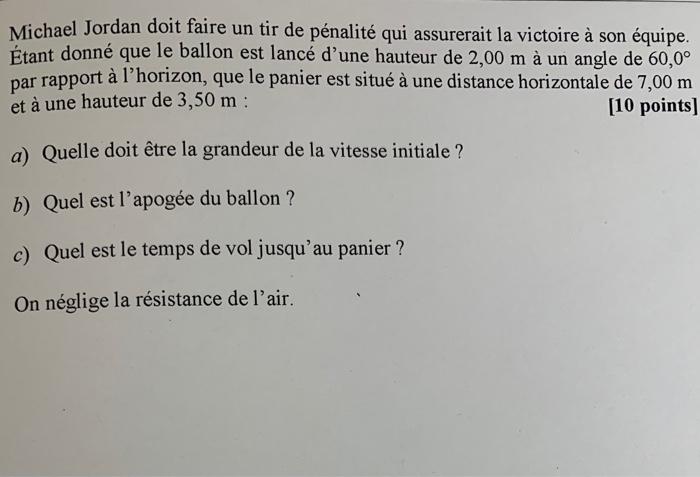 Michael Jordan doit faire un tir de pénalité qui assurerait la victoire à son équipe.
Étant donné que le ballon est lancé d'une hauteur de 2,00 m à un angle de 60,0°
par rapport à l'horizon, que le panier est situé à une distance horizontale de 7,00 m
et à une hauteur de 3,50 m : [10 points]
a) Quelle doit être la grandeur de la vitesse initiale ?
b) Quel est l'apogée du ballon ?
c) Quel est le temps de vol jusqu'au panier ?
On néglige la résistance de l'air.